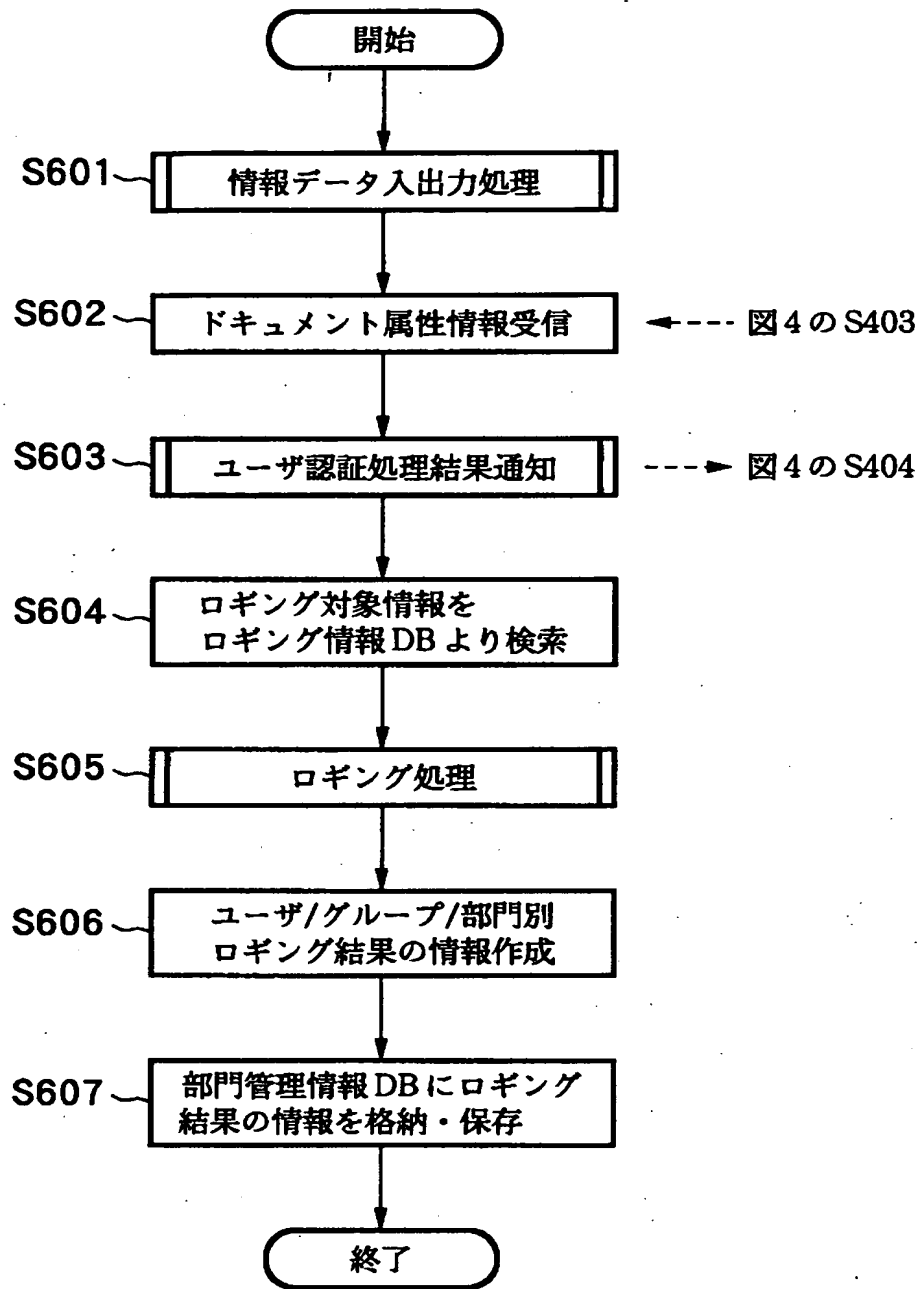 開始
S601
情報データ入出力処理
S602
ドキュメント属性情報受信
図4のS403
S603
ユーザ認証処理結果通知
図4のS404
S604
ロギング対象情報を
ロギング情報DBより検索
S605
ロギング処理
S606
ユーザ/グループ/部門別
ロギング結果の情報作成
S607
部門管理情報DBにロギング
結果の情報を格納・保存
終了